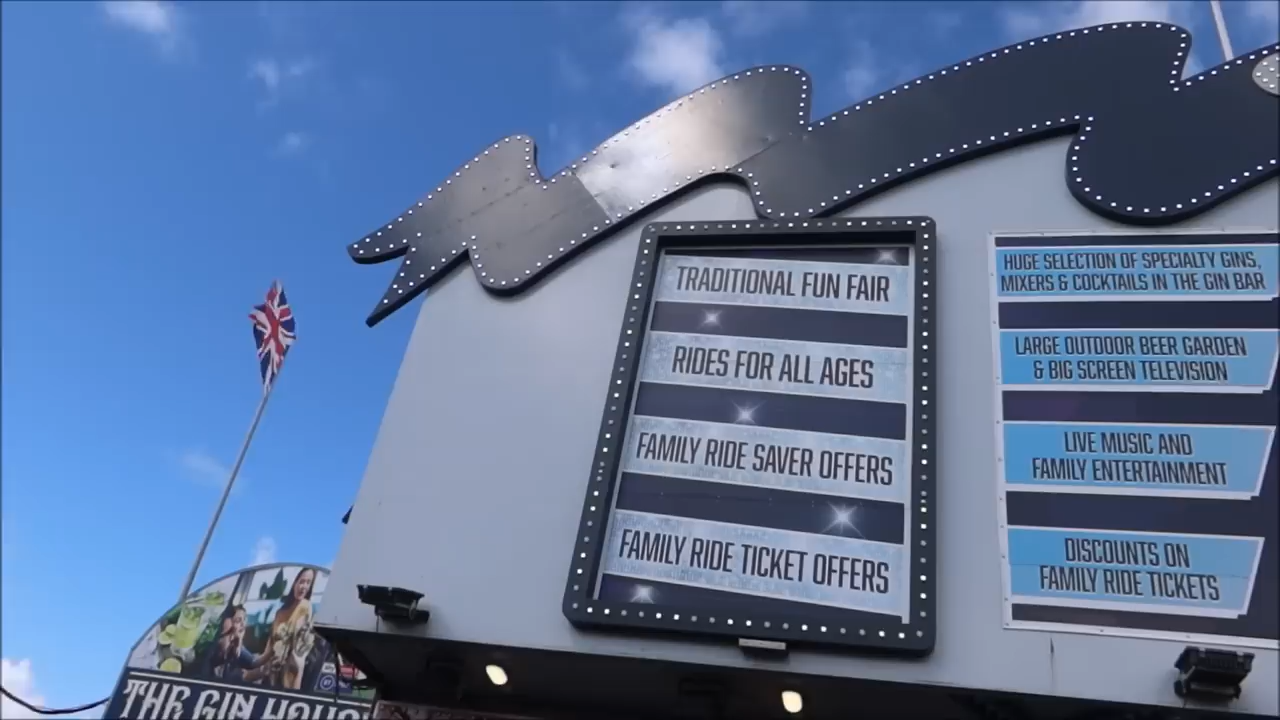 TRADITIONAL FUN FAIR
RIDES FOR ALL AGES
FAMILY RIDE SAVER OFFERS
FAMILY RIDE TICKET OFFERS
HUGE SELECTION OF SPECIALTY GINS,
MIXERS & COCKTAILS IN THE GIN BAR
LARGE OUTDOOR BEER GARDEN
& BIG SCREEN TELEVISION
LIVE MUSIC AND
FAMILY ENTERTAINMENT
DISCOUNTS ON
FAMILY RIDE TICKETS
THE GIN